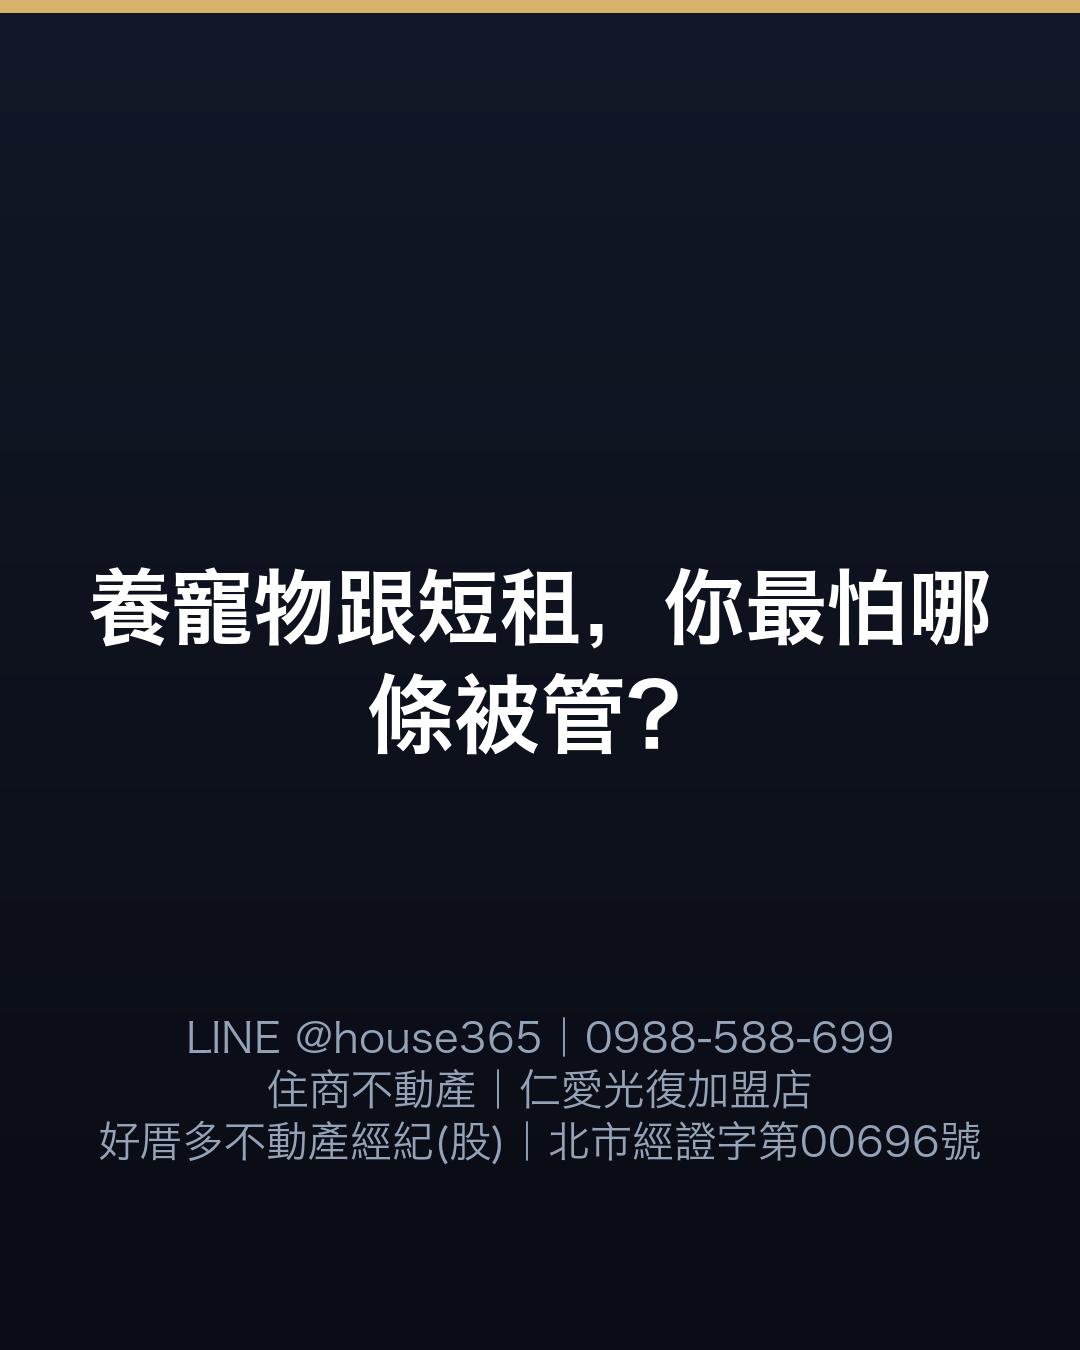 養寵物跟短租，你最怕哪
條被管？
LINE @house365｜0988-588-699
住商不動產｜仁愛光復加盟店
好厝多不動產經紀(股)｜北市經證字第00696號